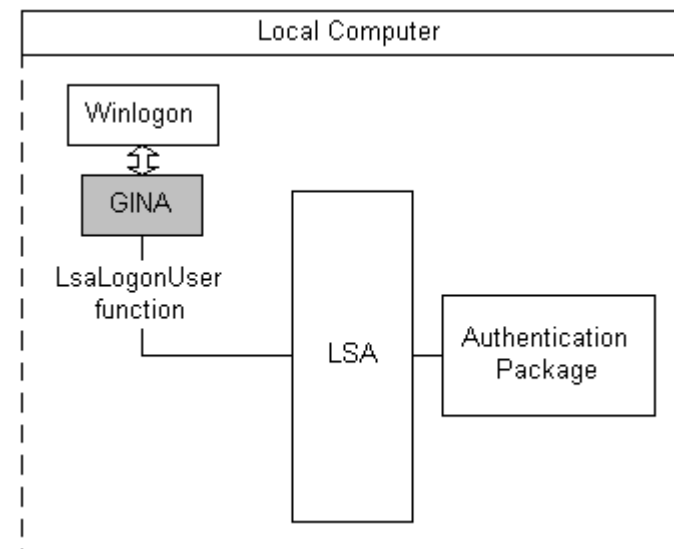 Local Computer
Winlogon
GINA
LsaLogonUser
function
LSA
Authentication
Package